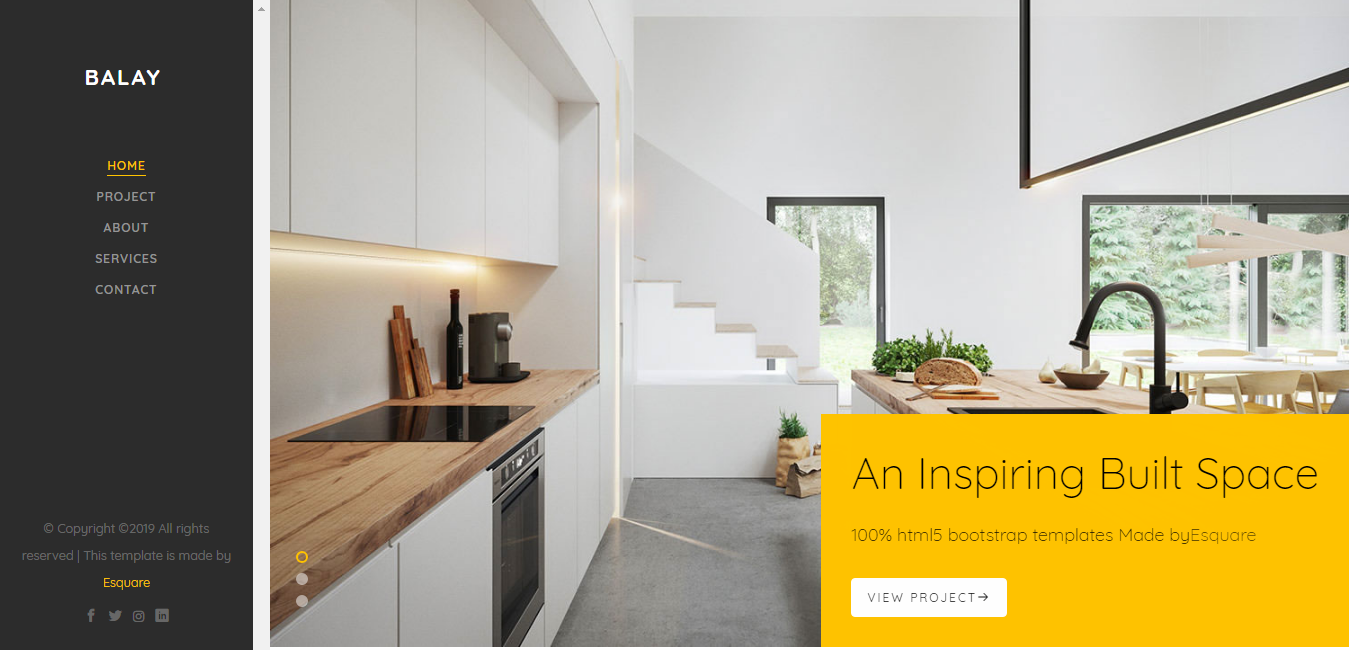 BALAY
HOME
PROJECT
ABOUT
SERVICES
CONTACT
© Copyright ©2019 All rights
reserved | This template is made by
Esquare
An Inspiring Built Space
100% html5 bootstrap templates Made byEsquare
VIEW PROJECT→